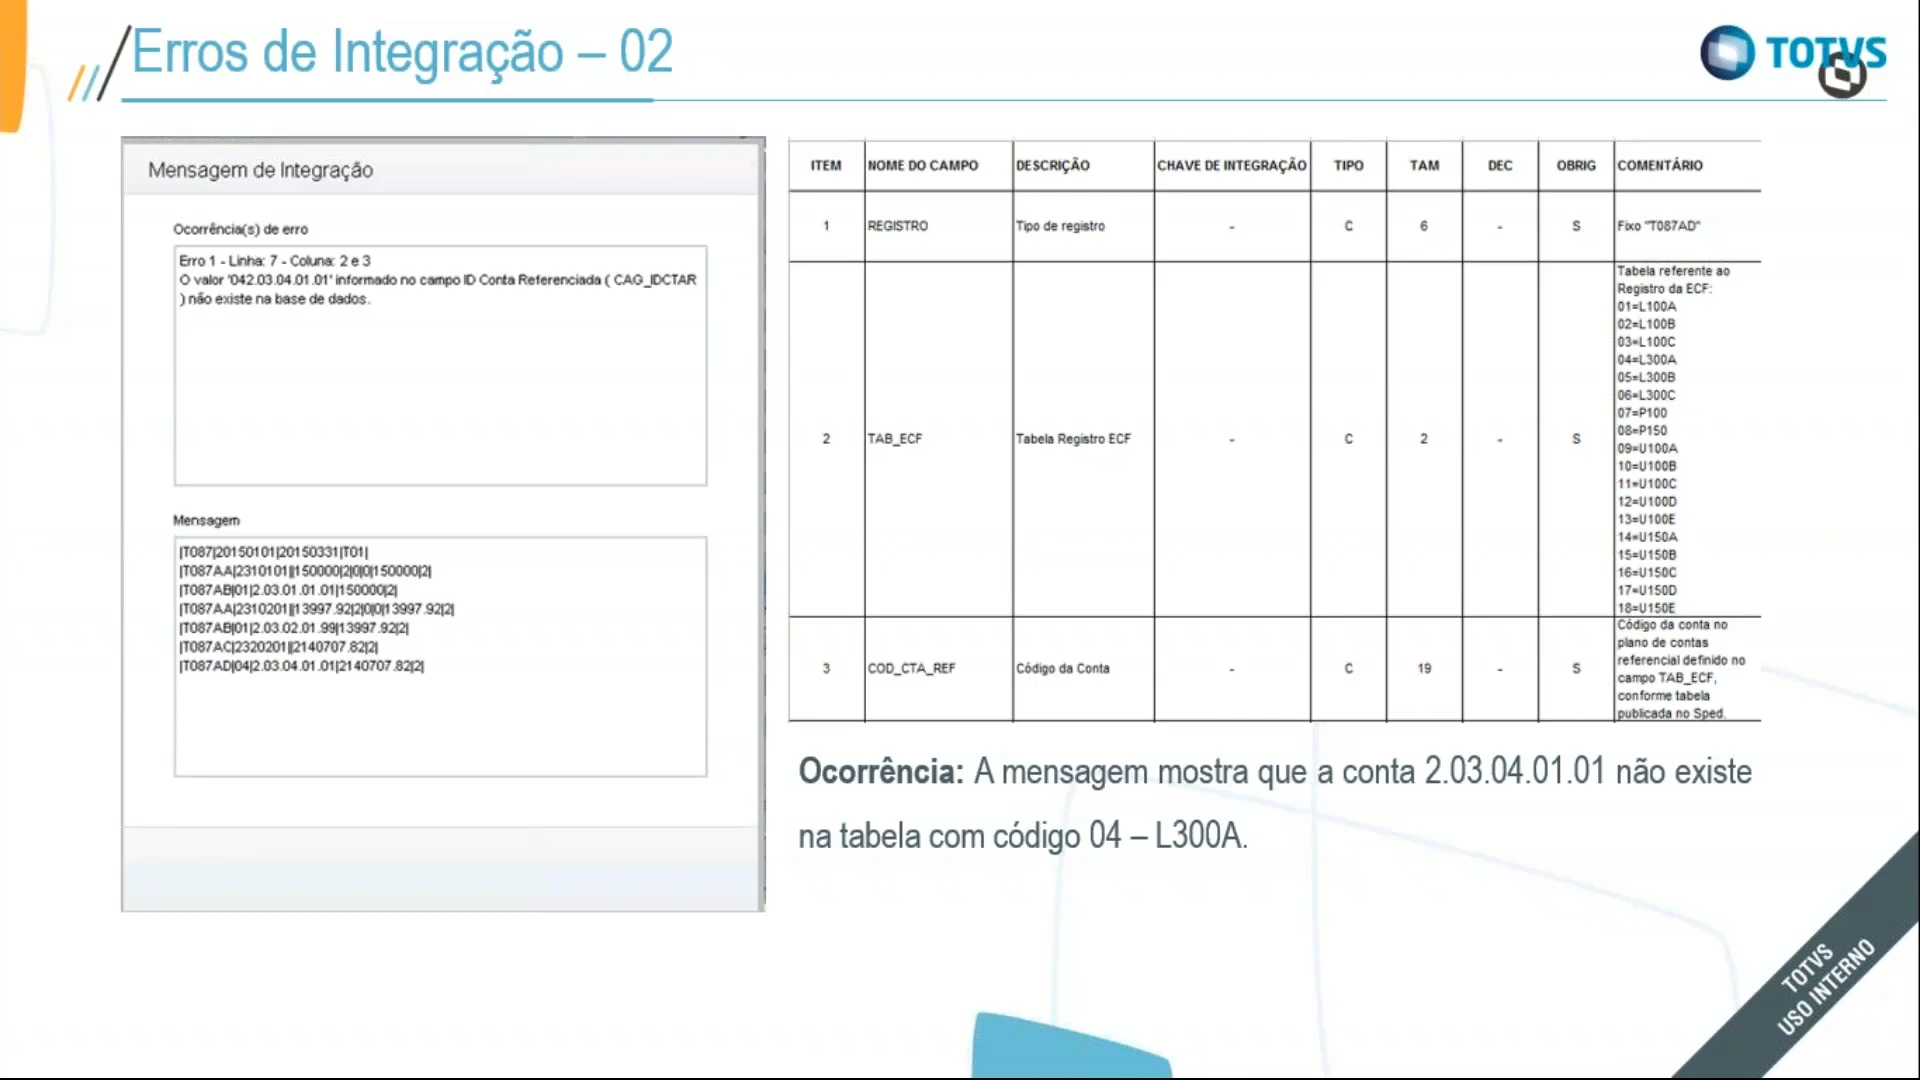 Erros de Integração – 02
TOTVS
Mensagem de Integração
Ocorrência(s) de erro
Erro 1 - Linha: 7 - Coluna: 2 e 3
O valor '042.03.04.01.01' informado no campo ID Conta Referenciada ( CAG_IDCTAR
) não existe na base de dados.
Mensagem
|T087|20150101|20150331|T01|
|T087AA|2310101||150000|2|0|0|150000|2|
|T087AB|01|2.03.01.01.01|150000|2|
|T087AA|2310201||13997.92|2|0|0|13997.92|2|
|T087AB|01|2.03.02.01.99|13997.92|2|
|T087AC|2320201||2140707.82|2|
|T087AD|04|2.03.04.01.01|2140707.82|2|
ITEM NOME DO CAMPO DESCRIÇÃO CHAVE DE INTEGRAÇÃO TIPO TAM DEC OBRIG COMENTÁRIO
1 REGISTRO Tipo de registro - C 6 - S Fixo "T087AD"
2 TAB_ECF Tabela Registro ECF - C 2 - S Tabela referente ao
Registro da ECF:
01=L100A
02=L100B
03=L100C
04=L300A
05=L300B
06=L300C
07=P100
08=P150
09=U100A
10=U100B
11=U100C
12=U100D
13=U100E
14=U150A
15=U150B
16=U150C
17=U150D
18=U150E
3 COD_CTA_REF Código da Conta - C 19 - S Código da conta no
plano de contas
referencial definido no
campo TAB_ECF,
conforme tabela
publicada no Sped.
Ocorrência: A mensagem mostra que a conta 2.03.04.01.01 não existe
na tabela com código 04 – L300A.
TOTVS
USO INTERNO